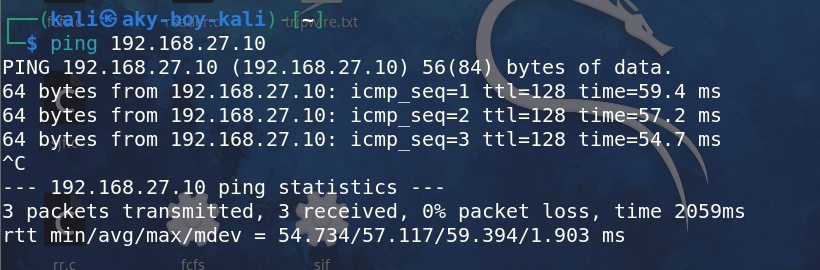 ┌──(kali㉿aky-boy-kali)-[~]
└─$ ping 192.168.27.10
PING 192.168.27.10 (192.168.27.10) 56(84) bytes of data.
64 bytes from 192.168.27.10: icmp_seq=1 ttl=128 time=59.4 ms
64 bytes from 192.168.27.10: icmp_seq=2 ttl=128 time=57.2 ms
64 bytes from 192.168.27.10: icmp_seq=3 ttl=128 time=54.7 ms
^C
--- 192.168.27.10 ping statistics ---
3 packets transmitted, 3 received, 0% packet loss, time 2059ms
rtt min/avg/max/mdev = 54.734/57.117/59.394/1.903 ms
rr.c fcfs sjf